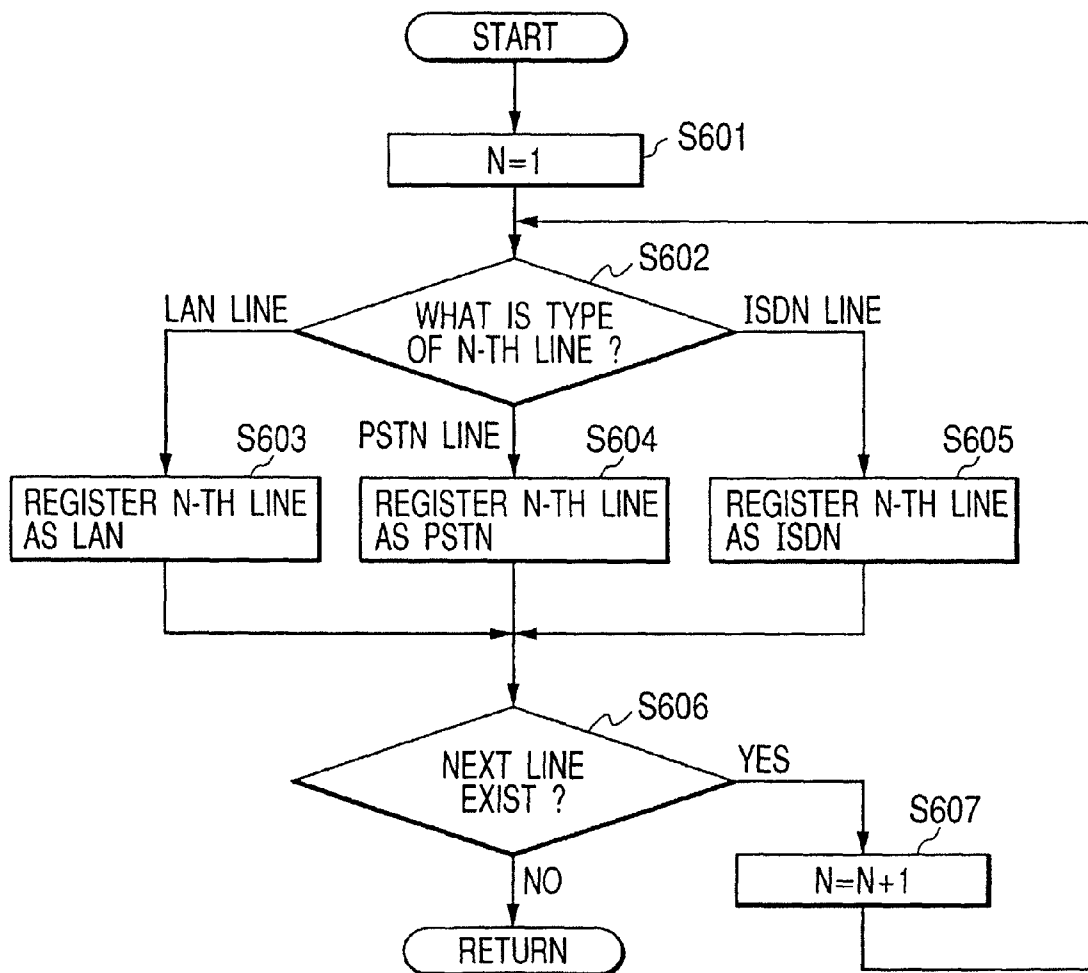 START
S601
N=1
S602
LAN LINE
WHAT IS TYPE
OF N-TH LINE ?
ISDN LINE
PSTN LINE
S603
REGISTER N-TH LINE
AS LAN
S604
REGISTER N-TH LINE
AS PSTN
S605
REGISTER N-TH LINE
AS ISDN
S606
NEXT LINE
EXIST ?
YES
S607
N=N+1
NO
RETURN